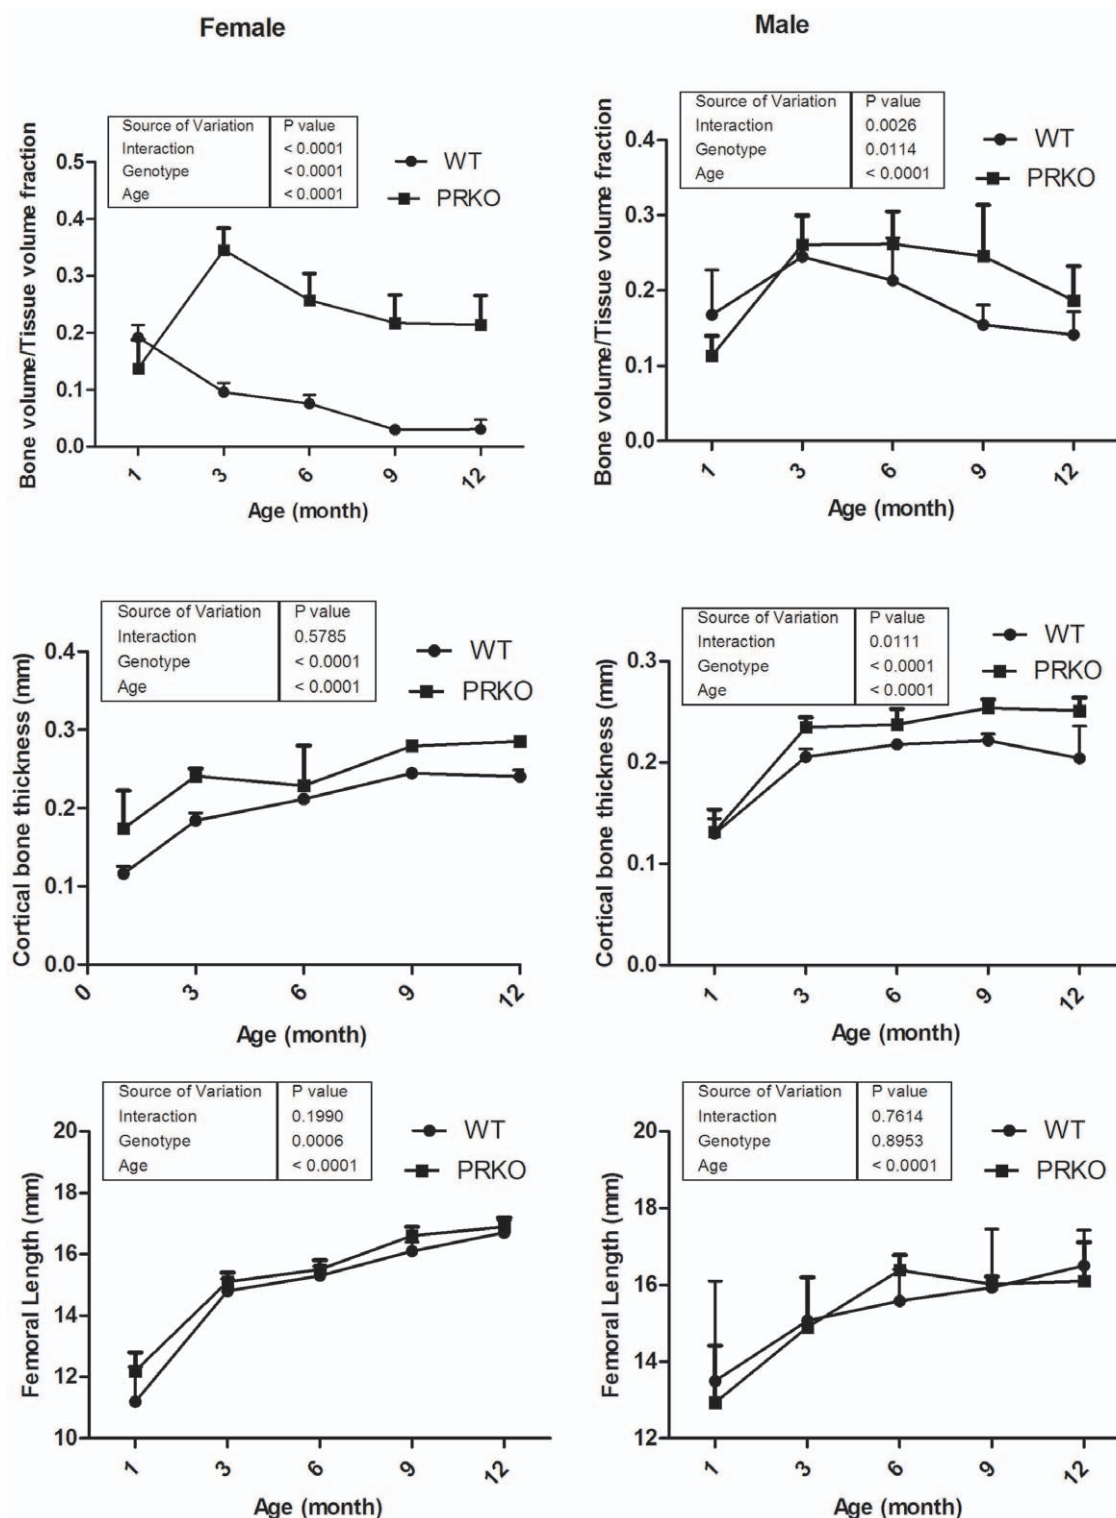 Female
Male
Source of Variation P value
Interaction < 0.0001
Genotype < 0.0001
Age < 0.0001
WT
PRKO
Bone volume/Tissue volume fraction
0.5
0.4
0.3
0.2
0.1
0.0
1 3 6 9 12
Age (month)
Source of Variation P value
Interaction 0.0026
Genotype 0.0114
Age < 0.0001
WT
PRKO
Bone volume/Tissue volume fraction
0.4
0.3
0.2
0.1
0.0
1 3 6 9 12
Age (month)
Source of Variation P value
Interaction 0.5785
Genotype < 0.0001
Age < 0.0001
WT
PRKO
Cortical bone thickness (mm)
0.4
0.3
0.2
0.1
0.0
0 3 6 9 12
Age (month)
Source of Variation P value
Interaction 0.0111
Genotype < 0.0001
Age < 0.0001
WT
PRKO
Cortical bone thickness (mm)
0.3
0.2
0.1
0.0
1 3 6 9 12
Age (month)
Source of Variation P value
Interaction 0.1990
Genotype 0.0006
Age < 0.0001
WT
PRKO
Femoral Length (mm)
20
18
16
14
12
10
1 3 6 9 12
Age (month)
Source of Variation P value
Interaction 0.7614
Genotype 0.8953
Age < 0.0001
WT
PRKO
Femoral Length (mm)
20
18
16
14
12
1 3 6 9 12
Age (month)